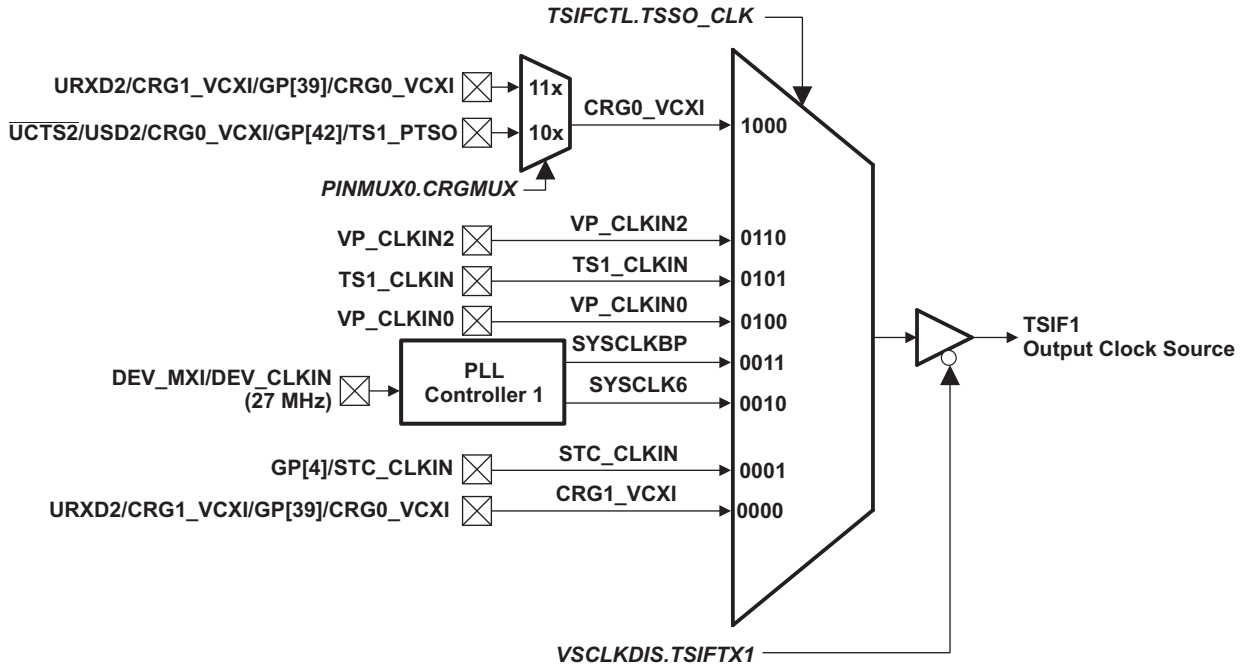 TSIFCTL.TSSO_CLK
URXD2/CRG1_VCXI/GP[39]/CRG0_VCXI
11x
CRG0_VCXI
1000
UCTS2/USD2/CRG0_VCXI/GP[42]/TS1_PTSO
10x
PINMUX0.CRGMUX
VP_CLKIN2
VP_CLKIN2
0110
TS1_CLKIN
TS1_CLKIN
0101
VP_CLKIN0
VP_CLKIN0
0100
TSIF1
Output Clock Source
SYSCLKBP
0011
DEV_MXI/DEV_CLKIN
(27 MHz)
PLL
Controller 1
SYSCLK6
0010
GP[4]/STC_CLKIN
STC_CLKIN
0001
URXD2/CRG1_VCXI/GP[39]/CRG0_VCXI
CRG1_VCXI
0000
VSCLKDIS.TSIFTX1